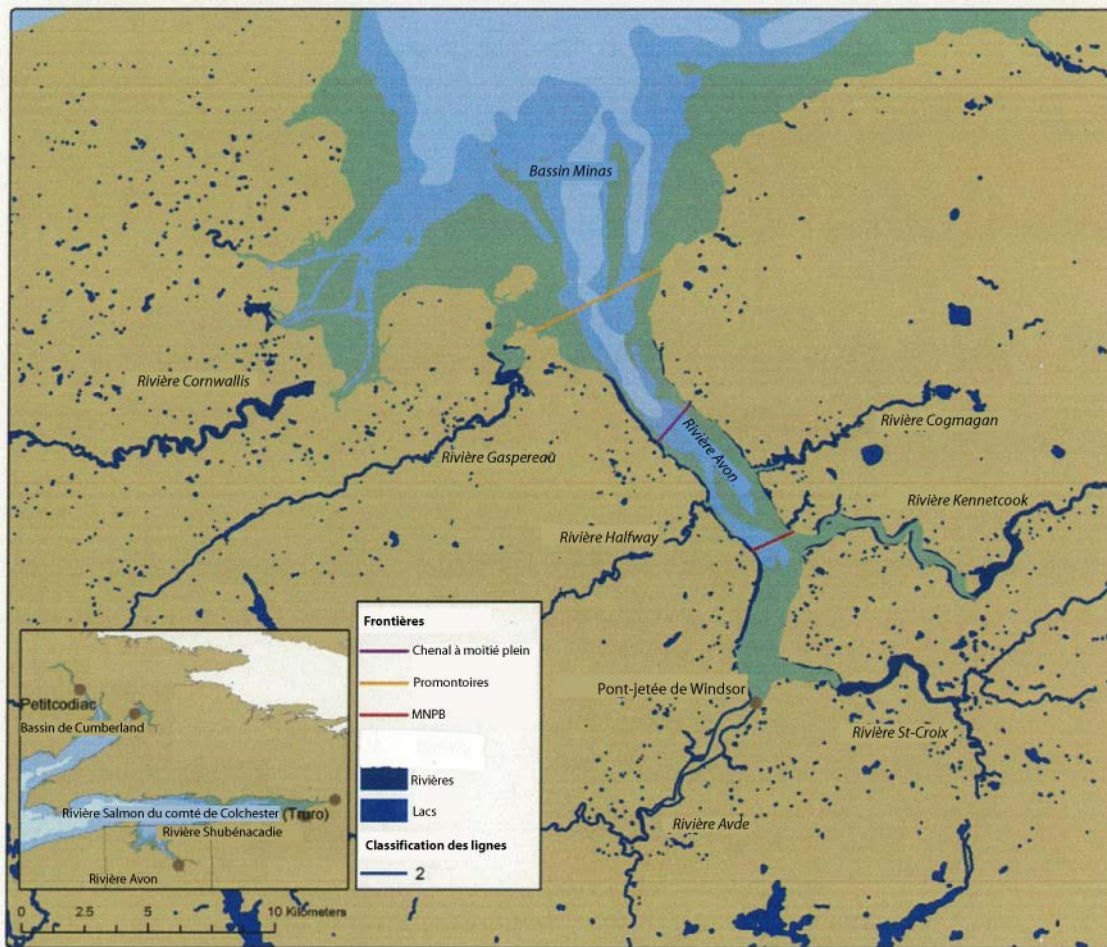 Bassin Minas
Rivière Cornwallis
Rivière Gaspereau
Rivière Avon
Rivière Cogmagan
Rivière Kennetcook
Rivière Halfway
Pont-jetée de Windsor
Rivière St-Croix
Rivière Avde
Frontières
Chenal à moitié plein
Promontoires
MNPB
Rivières
Lacs
Classification des lignes
2
Petitcodiac
Bassin de Cumberland
Rivière Salmon du comté de Colchester (Truro)
Rivière Shubénacadie
Rivière Avon
0 2.5 5 10 Kilometers